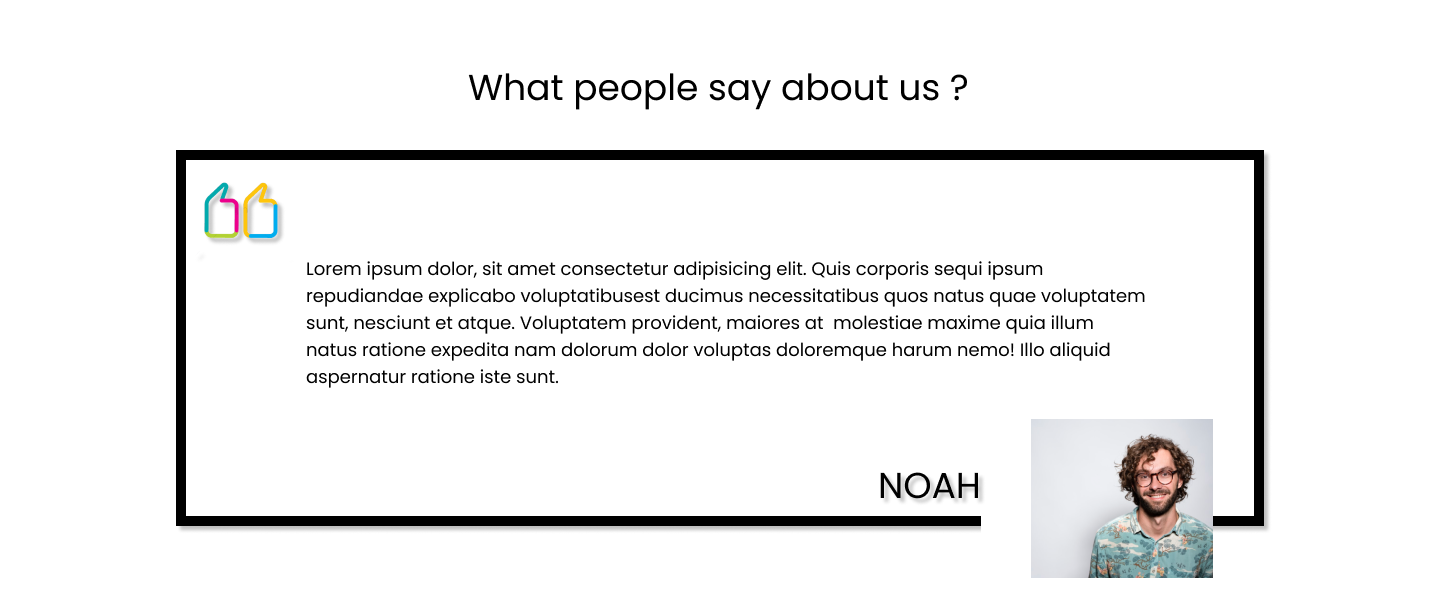 What people say about us ?
Lorem ipsum dolor, sit amet consectetur adipisicing elit. Quis corporis sequi ipsum
repudiandae explicabo voluptatibusest ducimus necessitatibus quos natus quae voluptatem
sunt, nesciunt et atque. Voluptatem provident, maiores at  molestiae maxime quia illum
natus ratione expedita nam dolorum dolor voluptas doloremque harum nemo! Illo aliquid
aspernatur ratione iste sunt.
NOAH